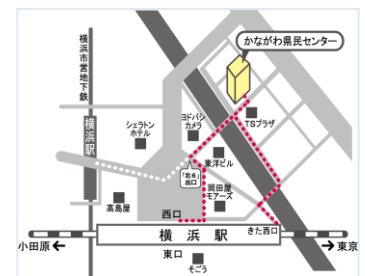 かながわ県民センター
横浜市営地下鉄
横浜駅
シェラトン
ホテル
ヨドバシ
カメラ
TSプラザ
東洋ビル
「北6」
出口
高島屋
岡田屋
モアーズ
西口
きた西口
小田原←
横浜駅
→東京
東口
そごう